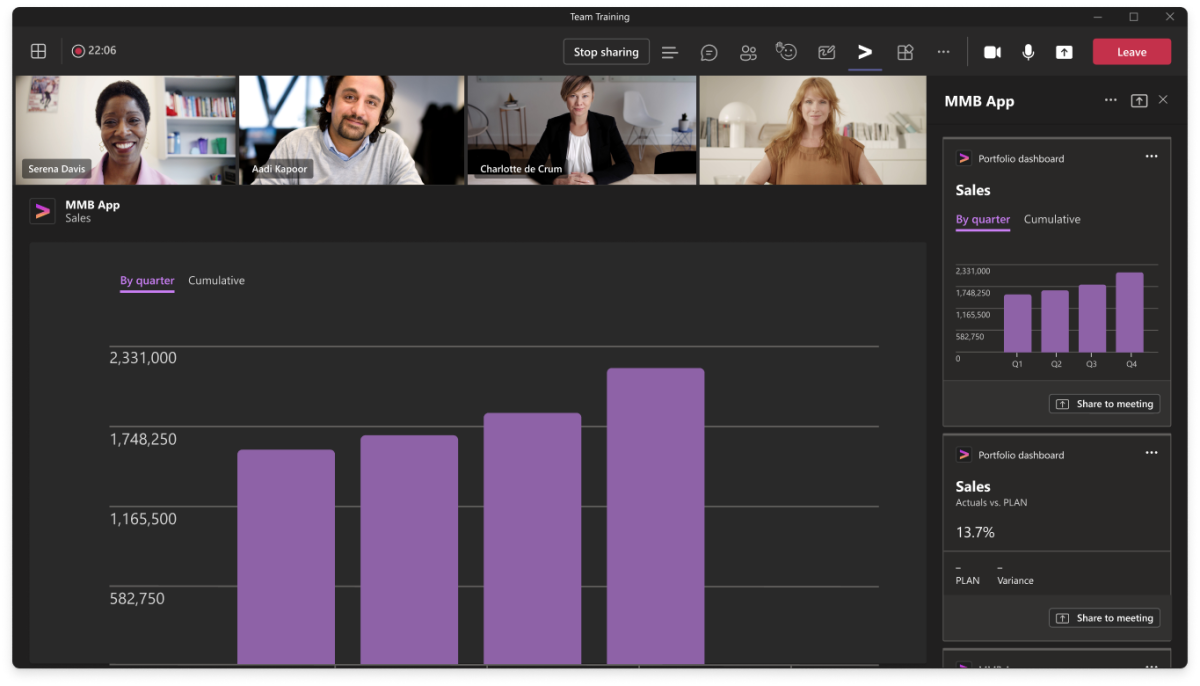 Team Training
22:06
Stop sharing
Leave
Serena Davis
Aadi Kapoor
Charlotte de Crum
MMB App
Sales
By quarter Cumulative
2,331,000
1,748,250
1,165,500
582,750
MMB App
Portfolio dashboard
Sales
By quarter Cumulative
2,331,000
1,748,250
1,165,500
582,750
0
Q1 Q2 Q3 Q4
Share to meeting
Portfolio dashboard
Sales
Actuals vs. PLAN
13.7%
– –
PLAN Variance
Share to meeting